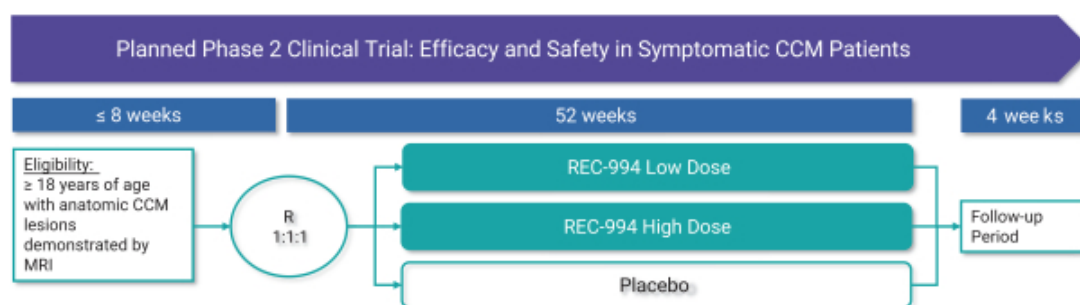 Planned Phase 2 Clinical Trial: Efficacy and Safety in Symptomatic CCM Patients
≤ 8 weeks
52 weeks
4 wee ks
Eligibility:
≥ 18 years of age
with anatomic CCM
lesions
demonstrated by
MRI
R
1:1:1
REC-994 Low Dose
REC-994 High Dose
Placebo
Follow-up
Period